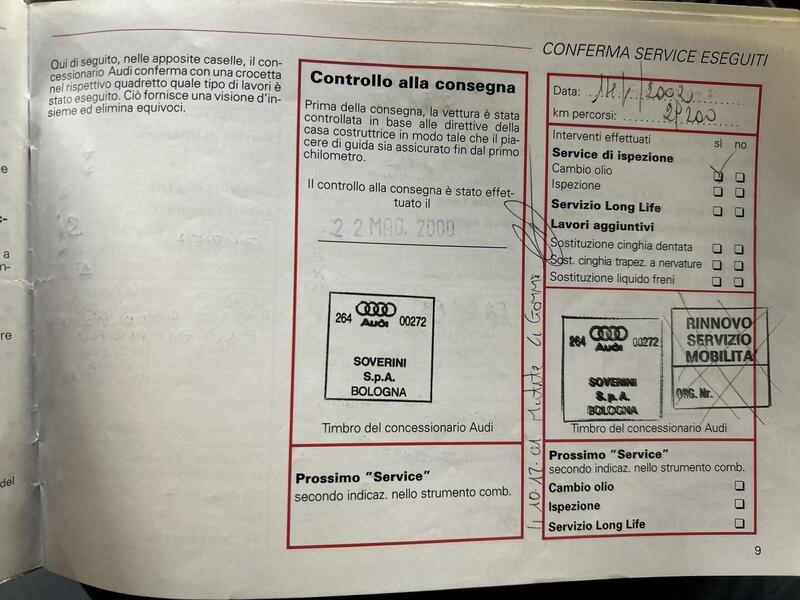 CONFERMA SERVICE ESEGUITI
Qui di seguito, nelle apposite caselle, il con-
cessionario Audi conferma con una crocetta
nel rispettivo quadretto quale tipo di lavori è
stato eseguito. Ciò fornisce una visione d'in-
sieme ed elimina equivoci.
Controllo alla consegna
Prima della consegna, la vettura è stata
controllata in base alle direttive della
casa costruttrice in modo tale che il pia-
cere di guida sia assicurato fin dal primo
chilometro.
Il controllo alla consegna è stato effet-
tuato il
22 MAG. 2000
264 Audi 00272
SOVERINI
S.p.A.
BOLOGNA
Timbro del concessionario Audi
Prossimo "Service"
secondo indicaz. nello strumento comb.
Data: /2002
km percorsi:
Interventi effettuati sì no
Service di ispezione
Cambio olio
Ispezione
Servizio Long Life
Lavori aggiuntivi
Sostituzione cinghia dentata
Sost. cinghia trapez. a nervature
Sostituzione liquido freni
264 Audi 00272
SOVERINI
S.p.A.
BOLOGNA
RINNOVO
SERVIZIO
MOBILITA'
ORG. Nr.
Timbro del concessionario Audi
Prossimo "Service"
secondo indicaz. nello strumento comb.
Cambio olio
Ispezione
Servizio Long Life
9